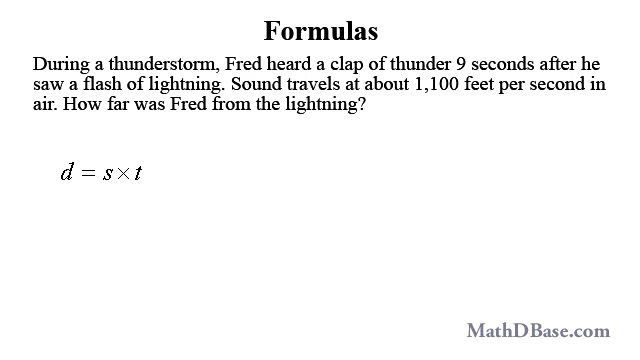 Formulas
During a thunderstorm, Fred heard a clap of thunder 9 seconds after he
saw a flash of lightning. Sound travels at about 1,100 feet per second in
air. How far was Fred from the lightning?
d = s × t
MathDBase.com